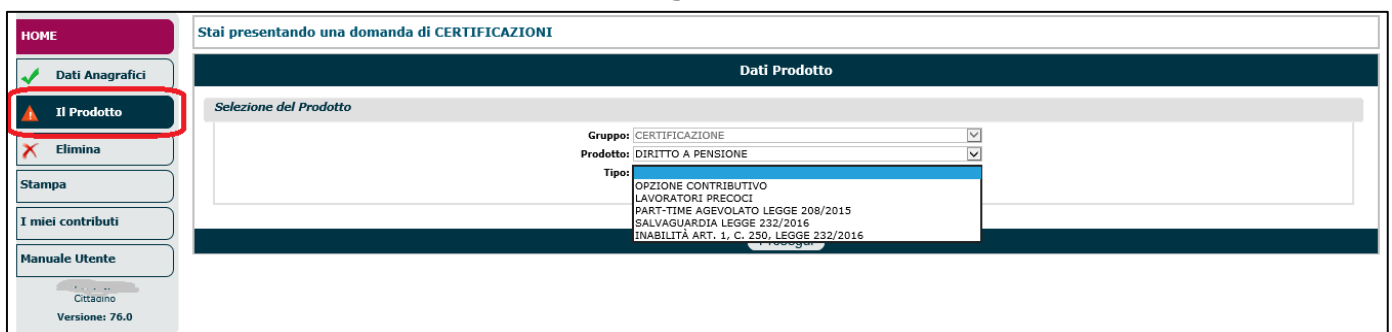 HOME
Stai presentando una domanda di CERTIFICAZIONI
Dati Anagrafici
Dati Prodotto
Il Prodotto
Selezione del Prodotto
Gruppo: CERTIFICAZIONE
Elimina
Prodotto: DIRITTO A PENSIONE
Tipo:
Stampa
OPZIONE CONTRIBUTIVO
LAVORATORI PRECOCI
PART-TIME AGEVOLATO LEGGE 208/2015
I miei contributi
SALVAGUARDIA LEGGE 232/2016
INABILITÀ ART. 1, C. 250, LEGGE 232/2016
Manuale Utente
Cittadino
Versione: 76.0